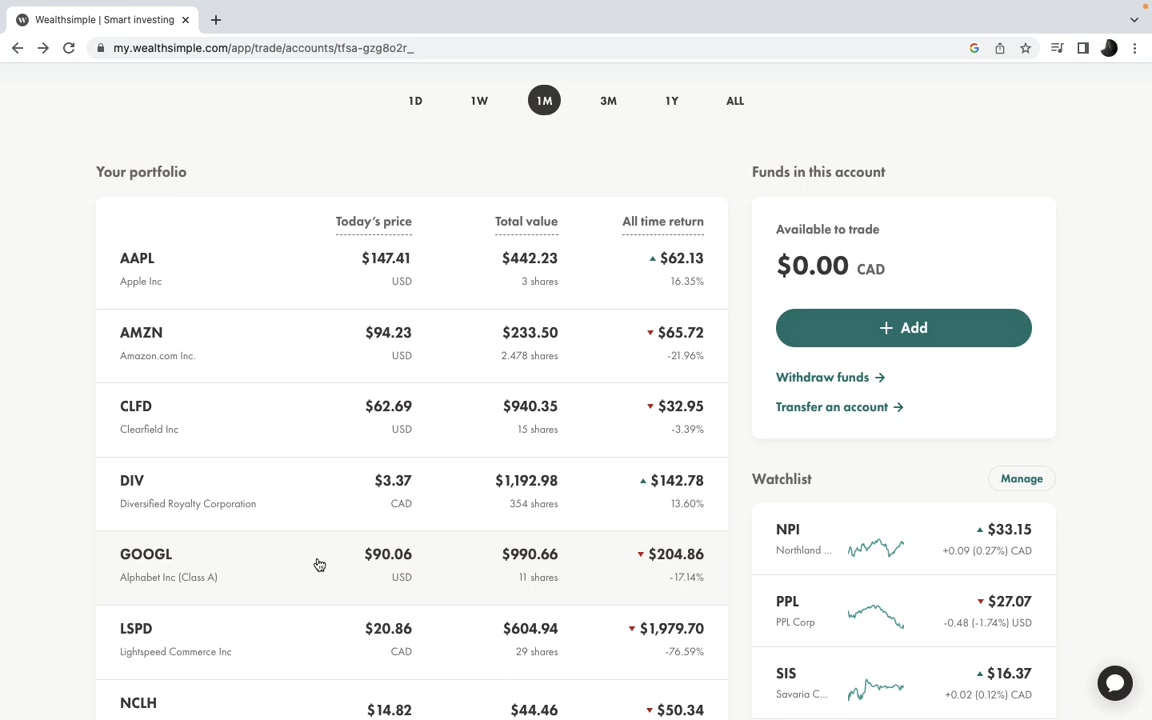 Wealthsimple | Smart investing
my.wealthsimple.com/app/trade/accounts/tfsa-gzg8o2r_
1D 1W 1M 3M 1Y ALL
Your portfolio
Today's price Total value All time return
AAPL $147.41 $442.23 $62.13
Apple Inc USD 3 shares 16.35%
AMZN $94.23 $233.50 $65.72
Amazon.com Inc. USD 2.478 shares -21.96%
CLFD $62.69 $940.35 $32.95
Clearfield Inc USD 15 shares -3.39%
DIV $3.37 $1,192.98 $142.78
Diversified Royalty Corporation CAD 354 shares 13.60%
GOOGL $90.06 $990.66 $204.86
Alphabet Inc (Class A) USD 11 shares -17.14%
LSPD $20.86 $604.94 $1,979.70
Lightspeed Commerce Inc CAD 29 shares -76.59%
NCLH $14.82 $44.46 $50.34
Funds in this account
Available to trade
$0.00 CAD
+ Add
Withdraw funds →
Transfer an account →
Watchlist Manage
NPI $33.15
Northland ... +0.09 (0.27%) CAD
PPL $27.07
PPL Corp -0.48 (-1.74%) USD
SIS $16.37
Savaria C... +0.02 (0.12%) CAD